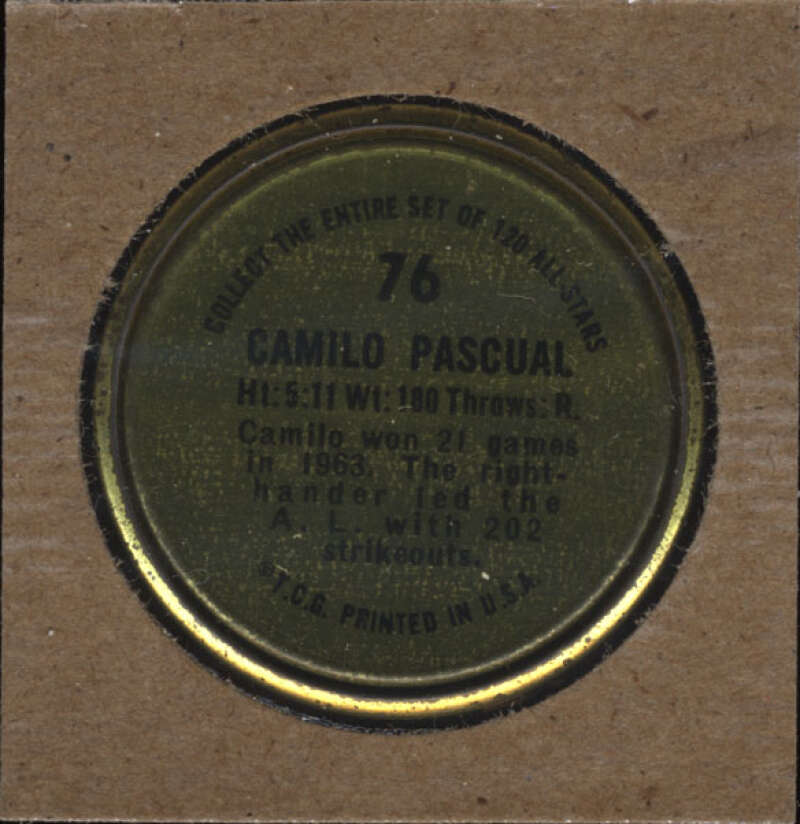 COLLECT THE ENTIRE SET OF 120 ALL-STARS
76
CAMILO PASCUAL
Ht: 5:11 Wt: 180 Throws: R.
Camilo won 21 games
in 1963. The right-
hander led the
A. L. with 202
strikeouts.
©T.C.G. PRINTED IN U.S.A.